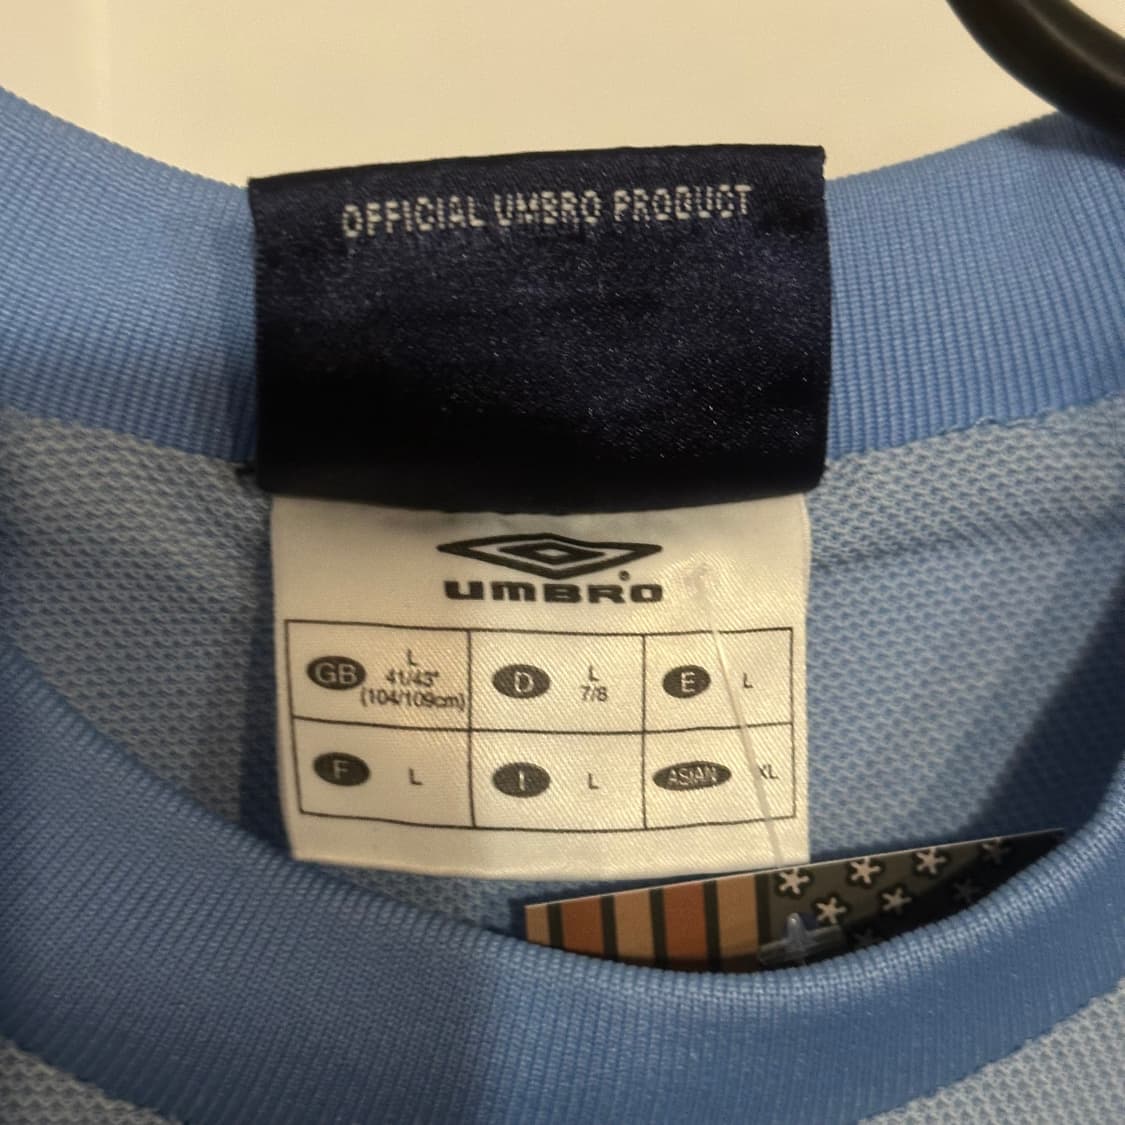 OFFICIAL UMBRO PRODUCT
UMBRO®
GB L 41/43" (104/109cm)
D L 7/8
E L
F L
I L
ASIAN XL